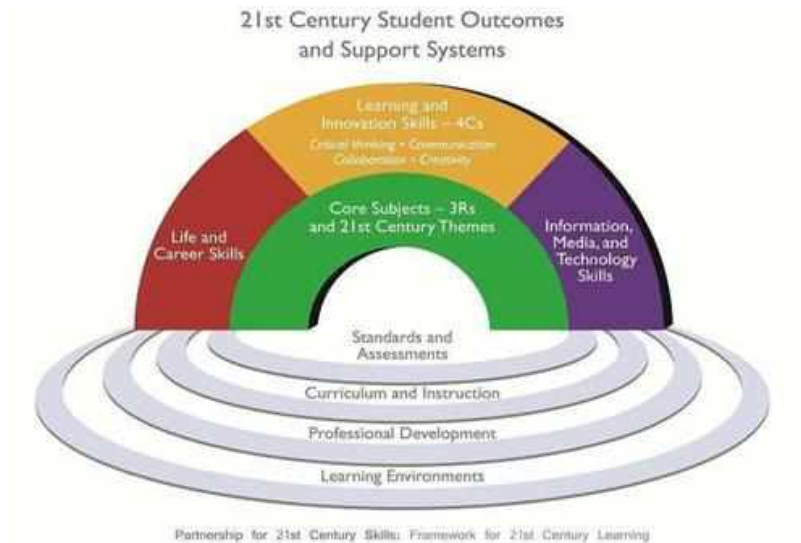 21st Century Student Outcomes
and Support Systems
Learning and
Innovation Skills – 4Cs
Critical thinking • Communication
Collaboration • Creativity
Core Subjects – 3Rs
and 21st Century Themes
Life and
Career Skills
Information,
Media, and
Technology
Skills
Standards and
Assessments
Curriculum and Instruction
Professional Development
Learning Environments
Partnership for 21st Century Skills: Framework for 21st Century Learning